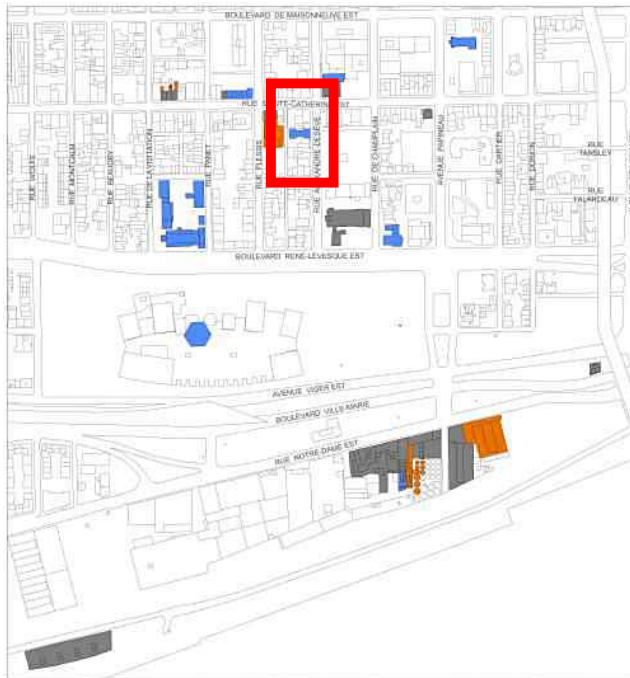 BOULEVARD DE MAISONNEUVE EST
RUE SAINTE-CATHERINE EST
RUE WOLFE
RUE MONTCALM
RUE BEAUDRY
RUE DE LA VISITATION
RUE PANET
RUE PLESSIS
RUE ALEXANDRE-DESÈVE
RUE DE CHAMPLAIN
AVENUE PAPINEAU
RUE CARTIER
RUE DORION
RUE
TANSLEY
RUE
FALARDEAU
BOULEVARD RENÉ-LÉVESQUE EST
AVENUE VIGER EST
BOULEVARD VILLE-MARIE
RUE NOTRE-DAME EST